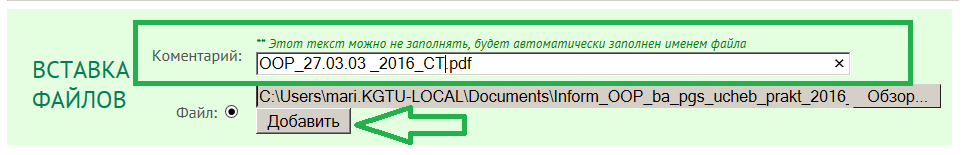 ** Этот текст можно не заполнять, будет автоматически заполнен именем файла
Коментарий:
OOP_27.03.03 _2016_CT.pdf
ВСТАВКА
ФАЙЛОВ
Файл:
C:\Users\mari.KGTU-LOCAL\Documents\Inform_OOP_ba_pgs_ucheb_prakt_2016_
Обзор...
Добавить